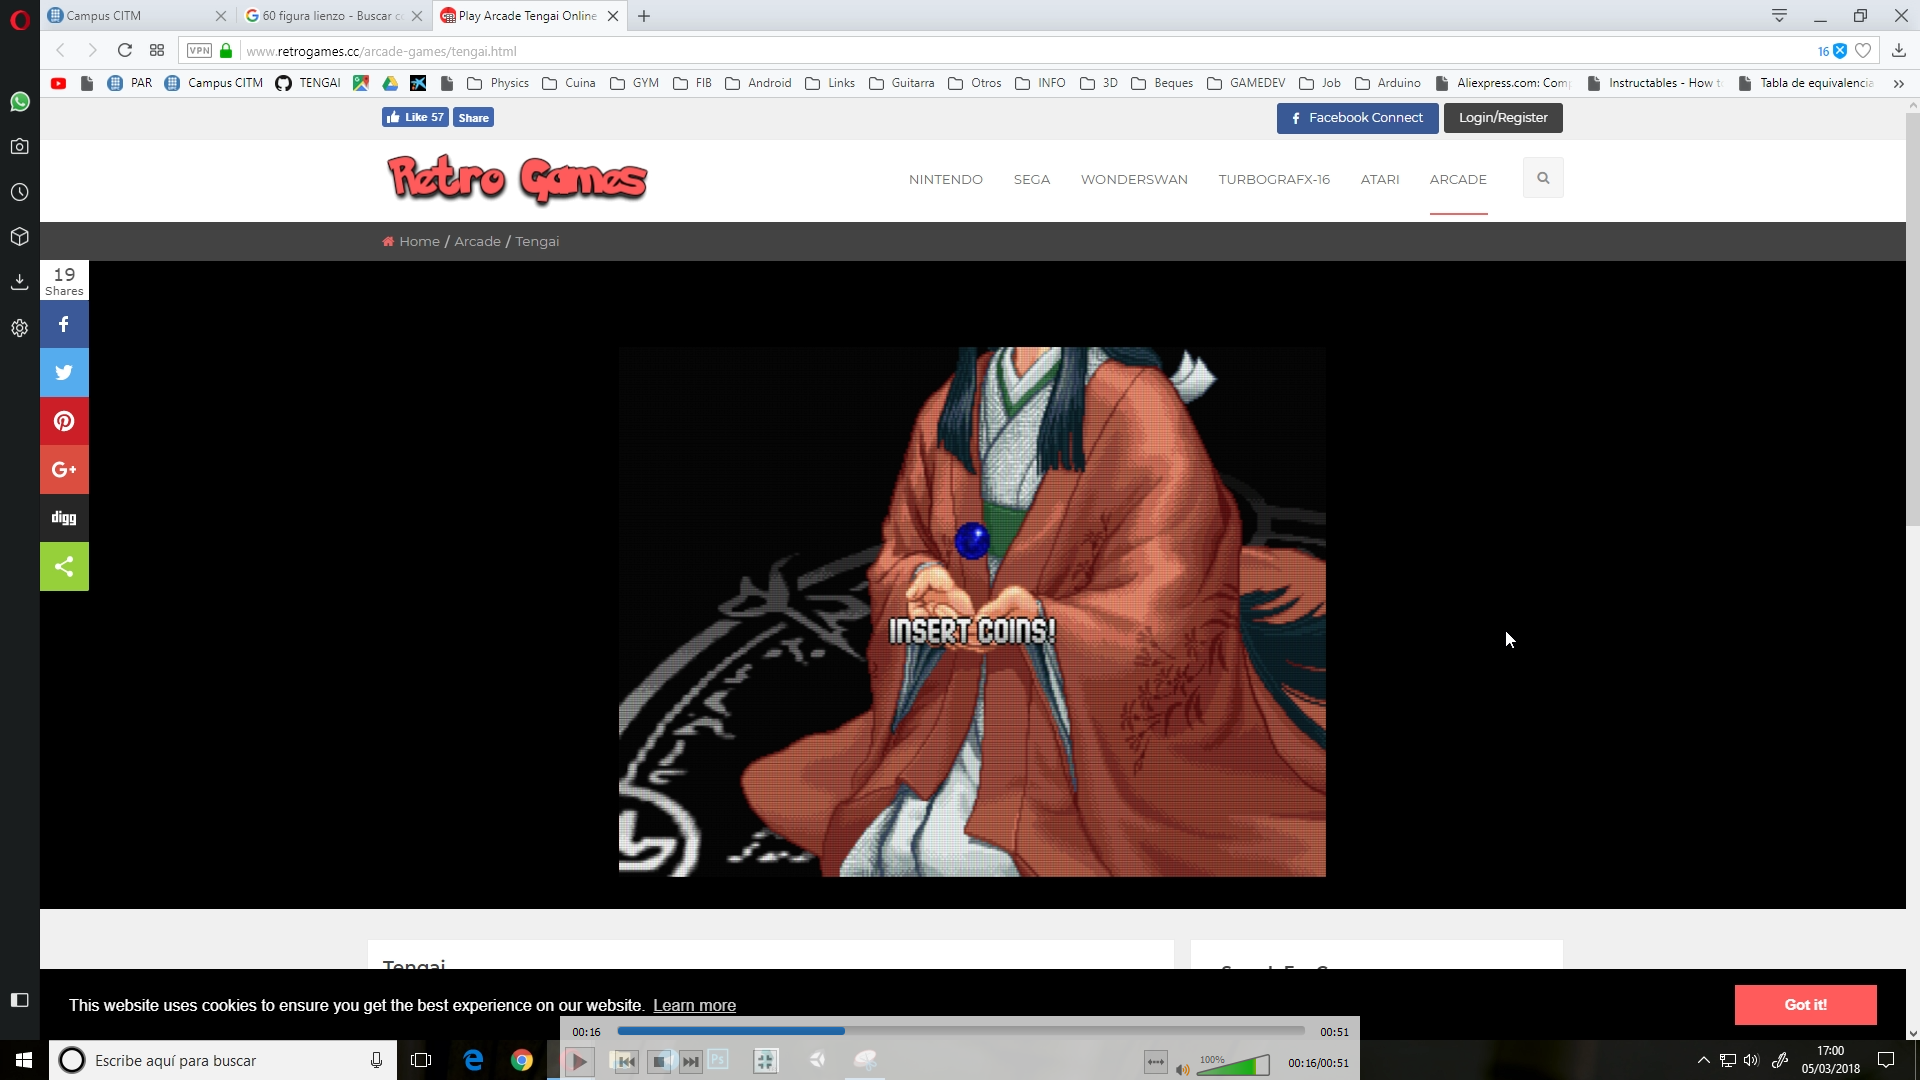 Campus CITM
60 figura lienzo - Buscar c
Play Arcade Tengai Online
VPN
www.retrogames.cc/arcade-games/tengai.html
16
PAR
Campus CITM
TENGAI
Physics
Cuina
GYM
FIB
Android
Links
Guitarra
Otros
INFO
3D
Beques
GAMEDEV
Job
Arduino
Aliexpress.com: Com
Instructables - How t
Tabla de equivalencia
Like 57
Share
Facebook Connect
Login/Register
Retro Games
NINTENDO
SEGA
WONDERSWAN
TURBOGRAFX-16
ATARI
ARCADE
Home / Arcade / Tengai
19
Shares
G+
digg
INSERT COINS!
Tengai
This website uses cookies to ensure you get the best experience on our website. Learn more
Got it!
00:16
00:51
Escribe aquí para buscar
Ps
100%
00:16/00:51
17:00
05/03/2018